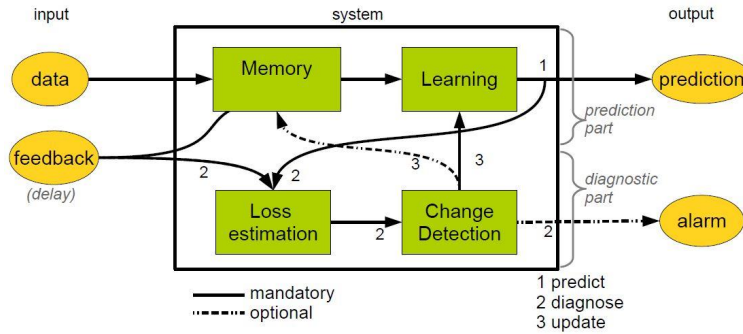 input
system
output
data
Memory
Learning
1
prediction
prediction
part
feedback
(delay)
2
2
3
3
diagnostic
part
Loss
estimation
2
Change
Detection
2
alarm
mandatory
optional
1 predict
2 diagnose
3 update